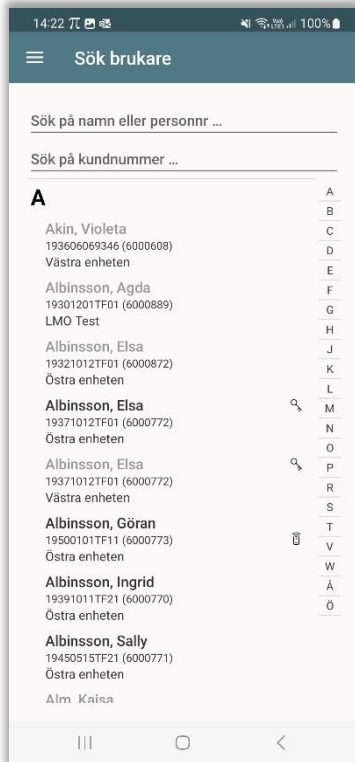 14:22 100%
Sök brukare
Sök på namn eller personnr ...
Sök på kundnummer ...
A
Akin, Violeta
193606069346 (6000608)
Västra enheten
Albinsson, Agda
19301201TF01 (6000889)
LMO Test
Albinsson, Elsa
19321012TF01 (6000872)
Östra enheten
Albinsson, Elsa
19371012TF01 (6000772)
Östra enheten
Albinsson, Elsa
19371012TF01 (6000772)
Västra enheten
Albinsson, Göran
19500101TF11 (6000773)
Östra enheten
Albinsson, Ingrid
19391011TF21 (6000770)
Östra enheten
Albinsson, Sally
19450515TF21 (6000771)
Östra enheten
Alm, Kaisa
A
B
C
D
E
F
G
H
J
K
L
M
N
O
P
R
S
T
V
W
Å
Ö